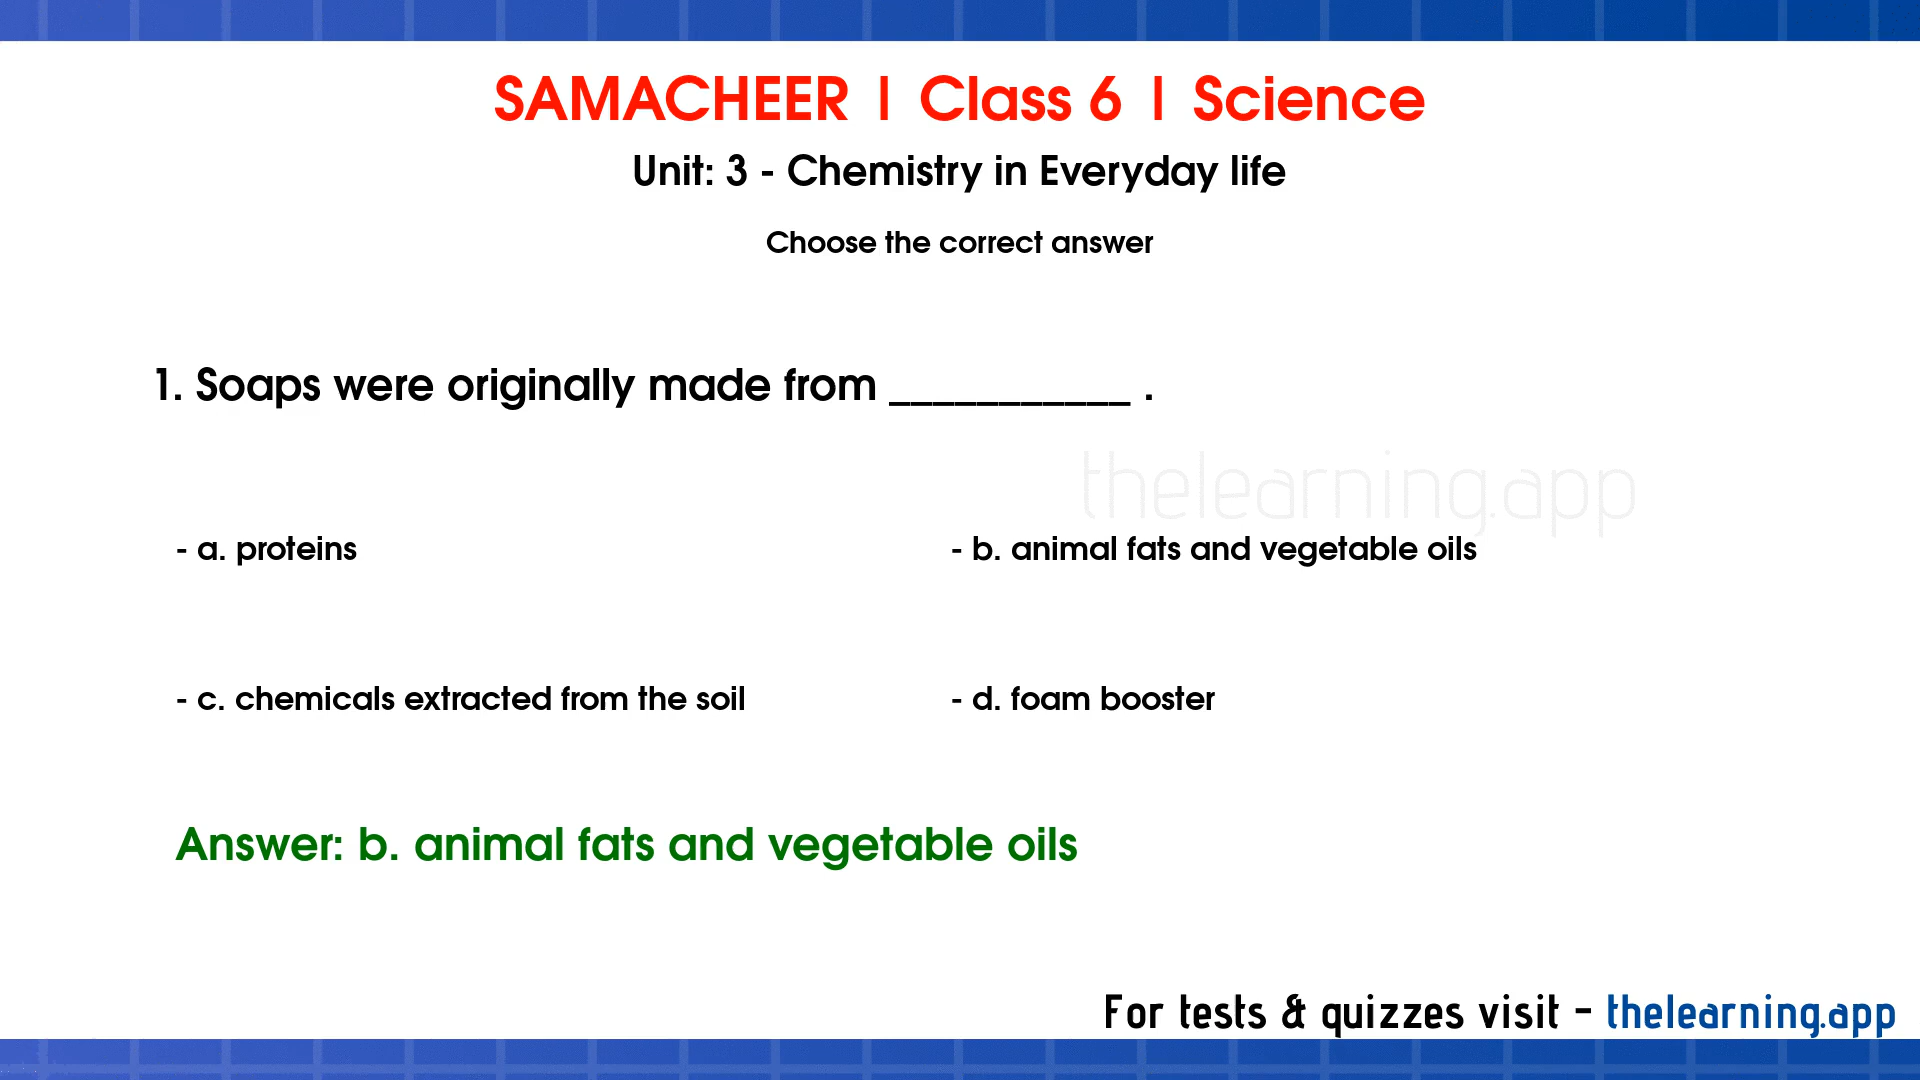 SAMACHEER | Class 6 | Science
Unit: 3 - Chemistry in Everyday life
Choose the correct answer
1. Soaps were originally made from ___________ .
thelearning.app
- a. proteins
- b. animal fats and vegetable oils
- c. chemicals extracted from the soil
- d. foam booster
Answer: b. animal fats and vegetable oils
For tests & quizzes visit - thelearning.app